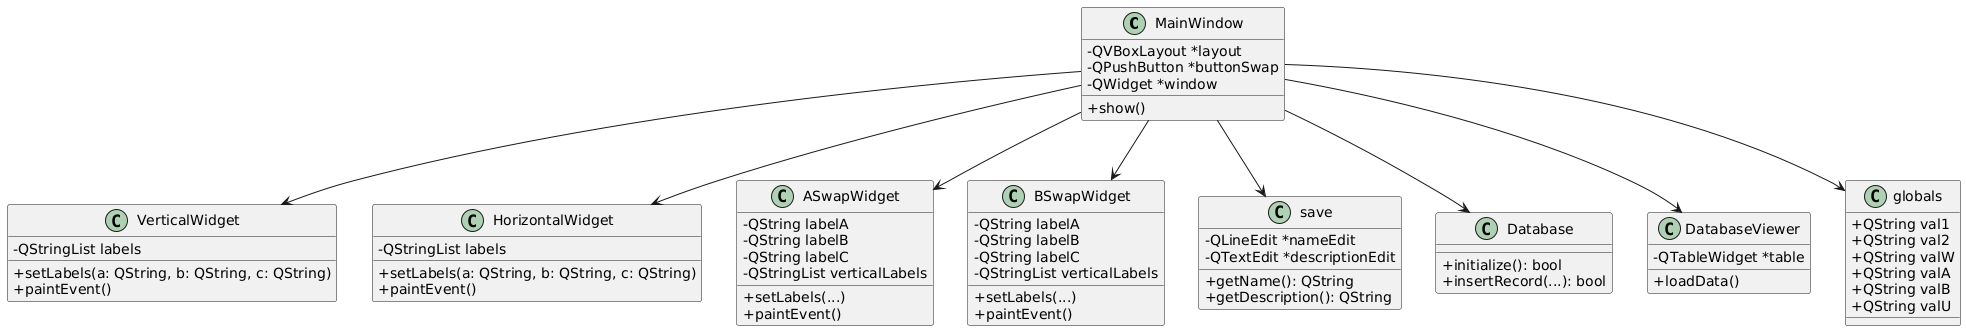 C MainWindow
-QVBoxLayout *layout
-QPushButton *buttonSwap
-QWidget *window
+show()
C VerticalWidget
-QStringList labels
+setLabels(a: QString, b: QString, c: QString)
+paintEvent()
C HorizontalWidget
-QStringList labels
+setLabels(a: QString, b: QString, c: QString)
+paintEvent()
C ASwapWidget
-QString labelA
-QString labelB
-QString labelC
-QStringList verticalLabels
+setLabels(...)
+paintEvent()
C BSwapWidget
-QString labelA
-QString labelB
-QString labelC
-QStringList verticalLabels
+setLabels(...)
+paintEvent()
C save
-QLineEdit *nameEdit
-QTextEdit *descriptionEdit
+getName(): QString
+getDescription(): QString
C Database
+initialize(): bool
+insertRecord(...): bool
C DatabaseViewer
-QTableWidget *table
+loadData()
C globals
+QString val1
+QString val2
+QString valW
+QString valA
+QString valB
+QString valU